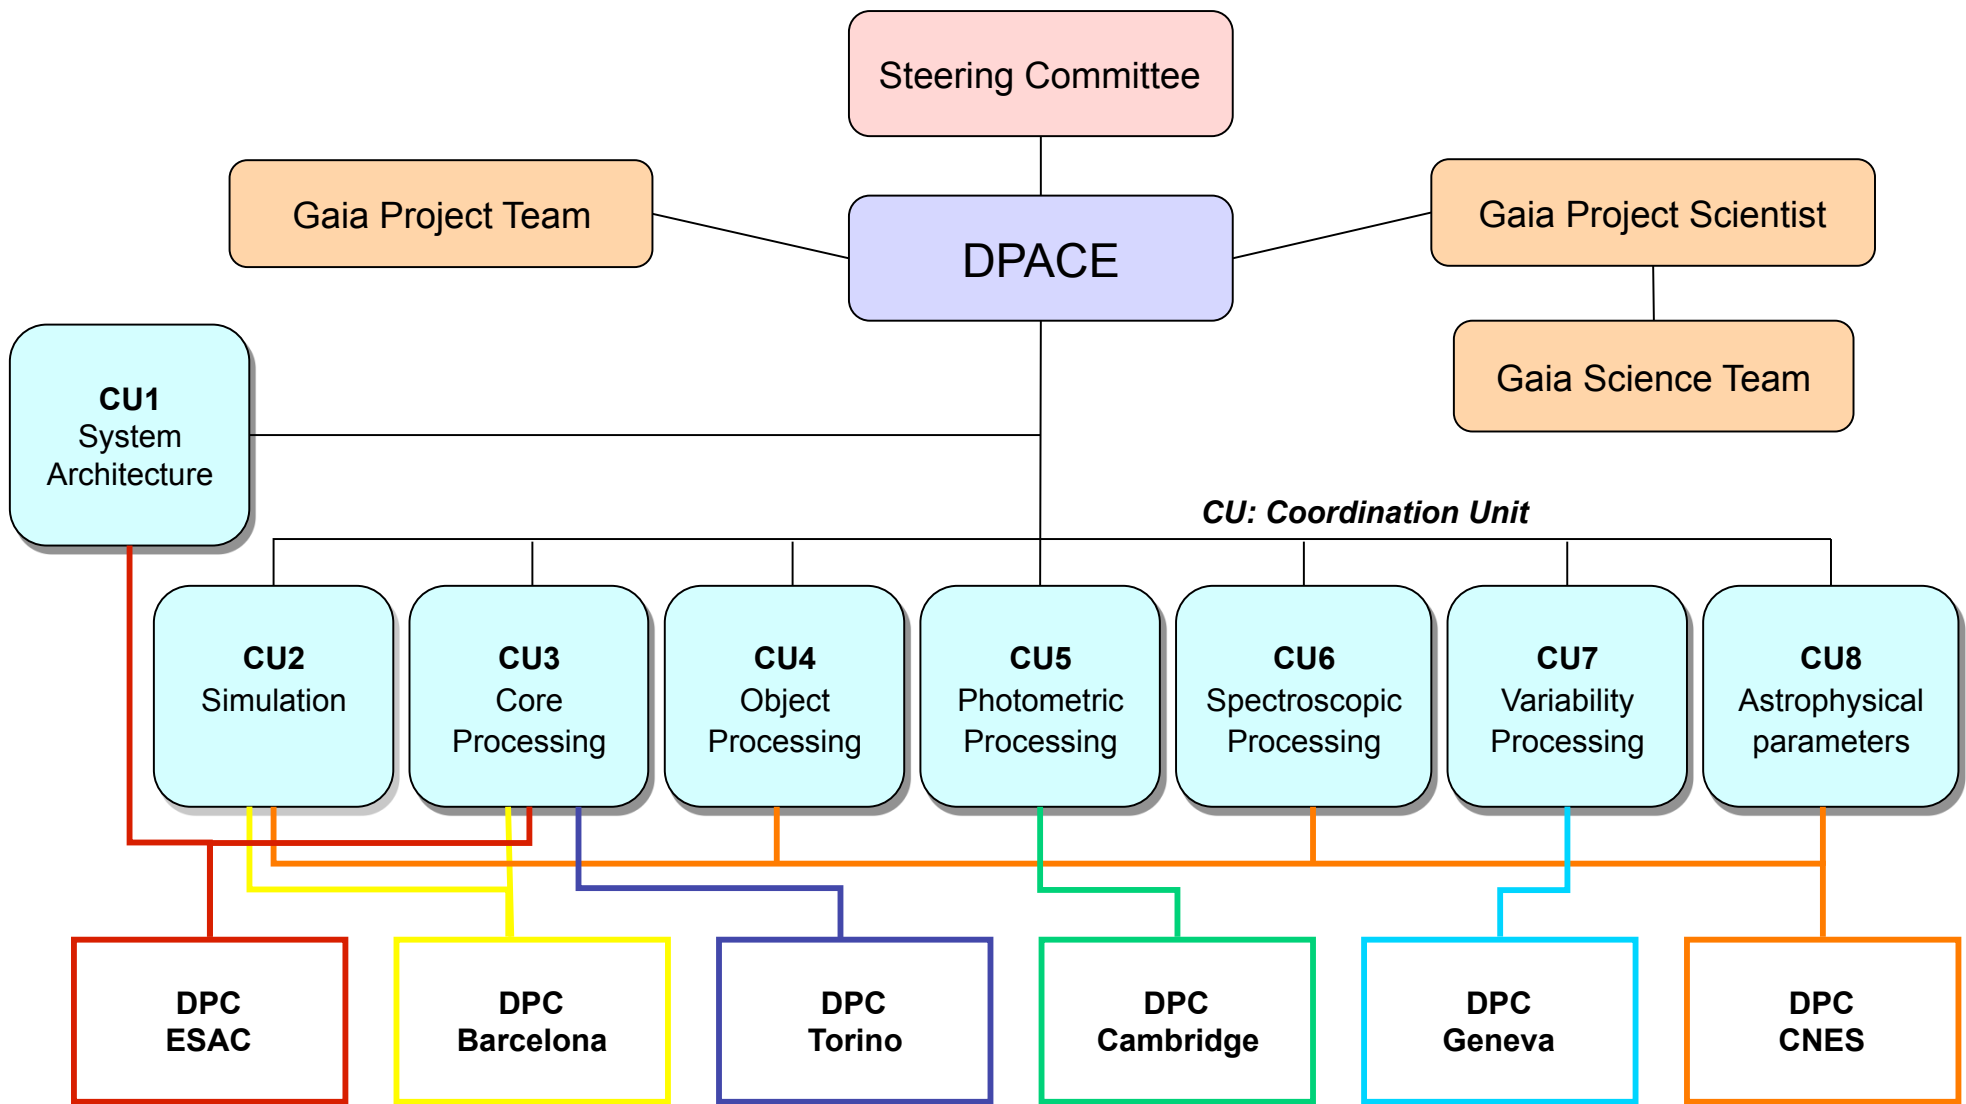 Steering Committee
Gaia Project Team
DPACE
Gaia Project Scientist
Gaia Science Team
CU1
System
Architecture
CU: Coordination Unit
CU2
Simulation
CU3
Core
Processing
CU4
Object
Processing
CU5
Photometric
Processing
CU6
Spectroscopic
Processing
CU7
Variability
Processing
CU8
Astrophysical
parameters
DPC
ESAC
DPC
Barcelona
DPC
Torino
DPC
Cambridge
DPC
Geneva
DPC
CNES